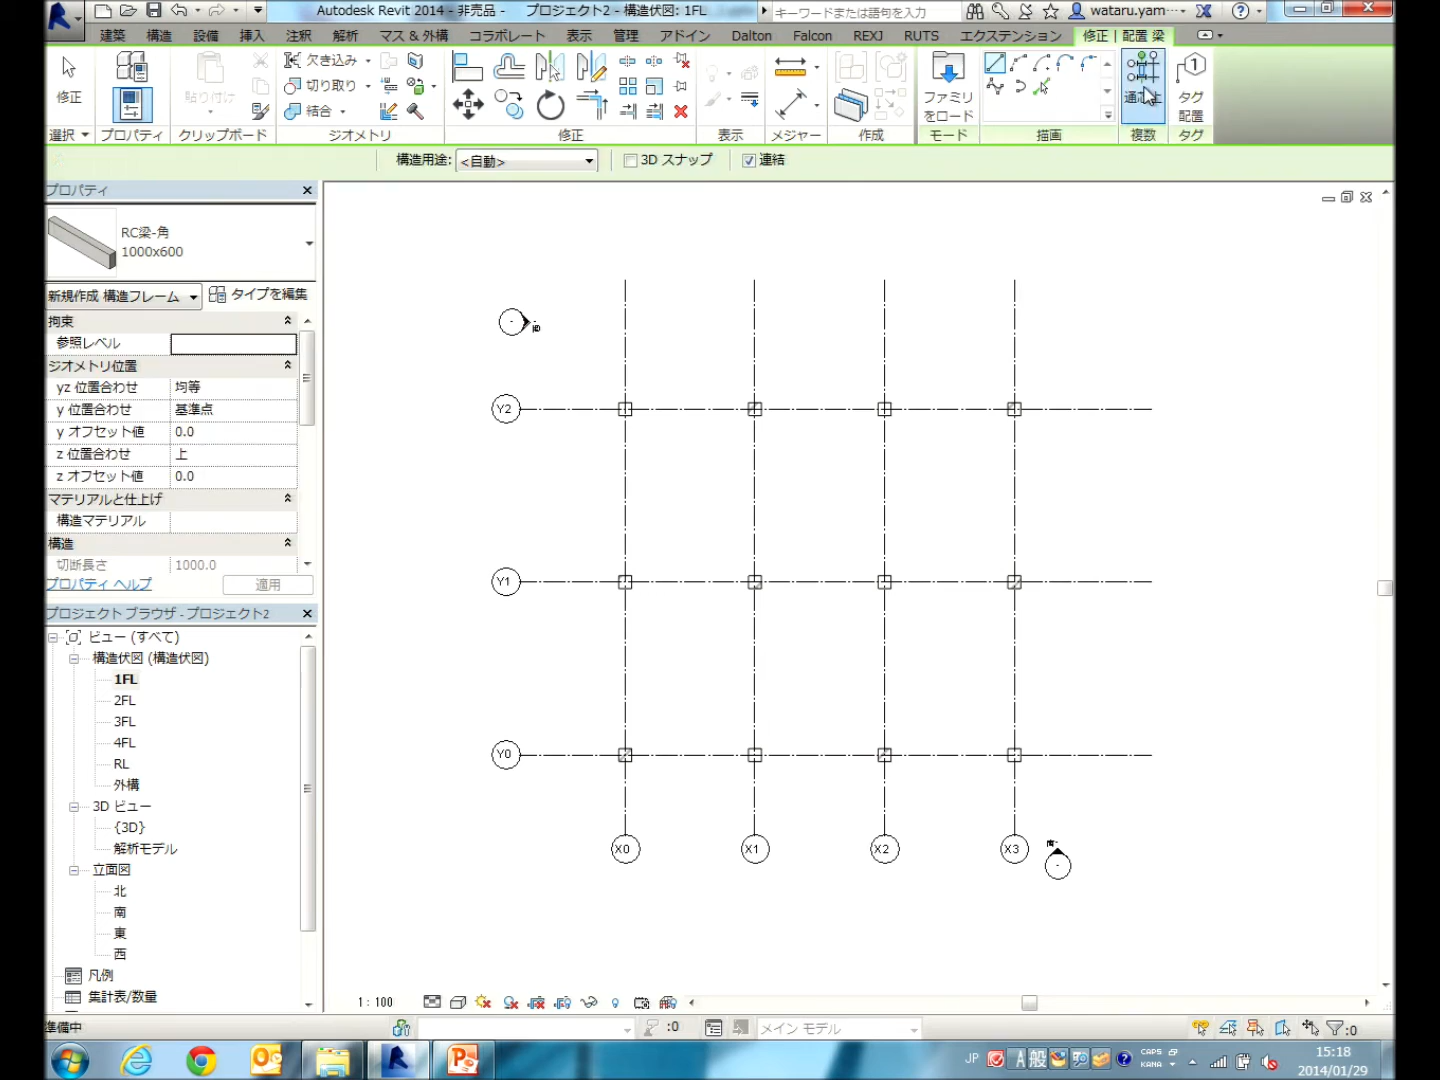 Autodesk Revit 2014 - 非売品 - プロジェクト2 - 構造伏図: 1FL
キーワードまたは語句を入力
wataru.yam…
建築 構造 設備 挿入 注釈 解析 マス & 外構 コラボレート 表示 管理 アドイン Dalton Falcon REXJ RUTS エクステンション 修正 | 配置 梁
修正
貼り付け
欠き込み
切り取り
結合
ファミリ
をロード
タグ
配置
選択 プロパティ クリップボード ジオメトリ 修正 表示 メジャー 作成 モード 描画 複数 タグ
構造用途: <自動> 3D スナップ 連結
プロパティ
RC梁-角
1000x600
新規作成 構造フレーム タイプを編集
拘束
参照レベル
ジオメトリ位置
yz 位置合わせ 均等
y 位置合わせ 基準点
y オフセット値 0.0
z 位置合わせ 上
z オフセット値 0.0
マテリアルと仕上げ
構造マテリアル
構造
切断長さ 1000.0
プロパティ ヘルプ 適用
プロジェクト ブラウザ - プロジェクト2
ビュー (すべて)
構造伏図 (構造伏図)
1FL
2FL
3FL
4FL
RL
外構
3D ビュー
{3D}
解析モデル
立面図
北
南
東
西
凡例
集計表/数量
Y2
Y1
Y0
X0 X1 X2 X3
1 : 100
準備中
:0
メイン モデル
:0
JP
A 般
CAPS
KANA
15:18
2014/01/29